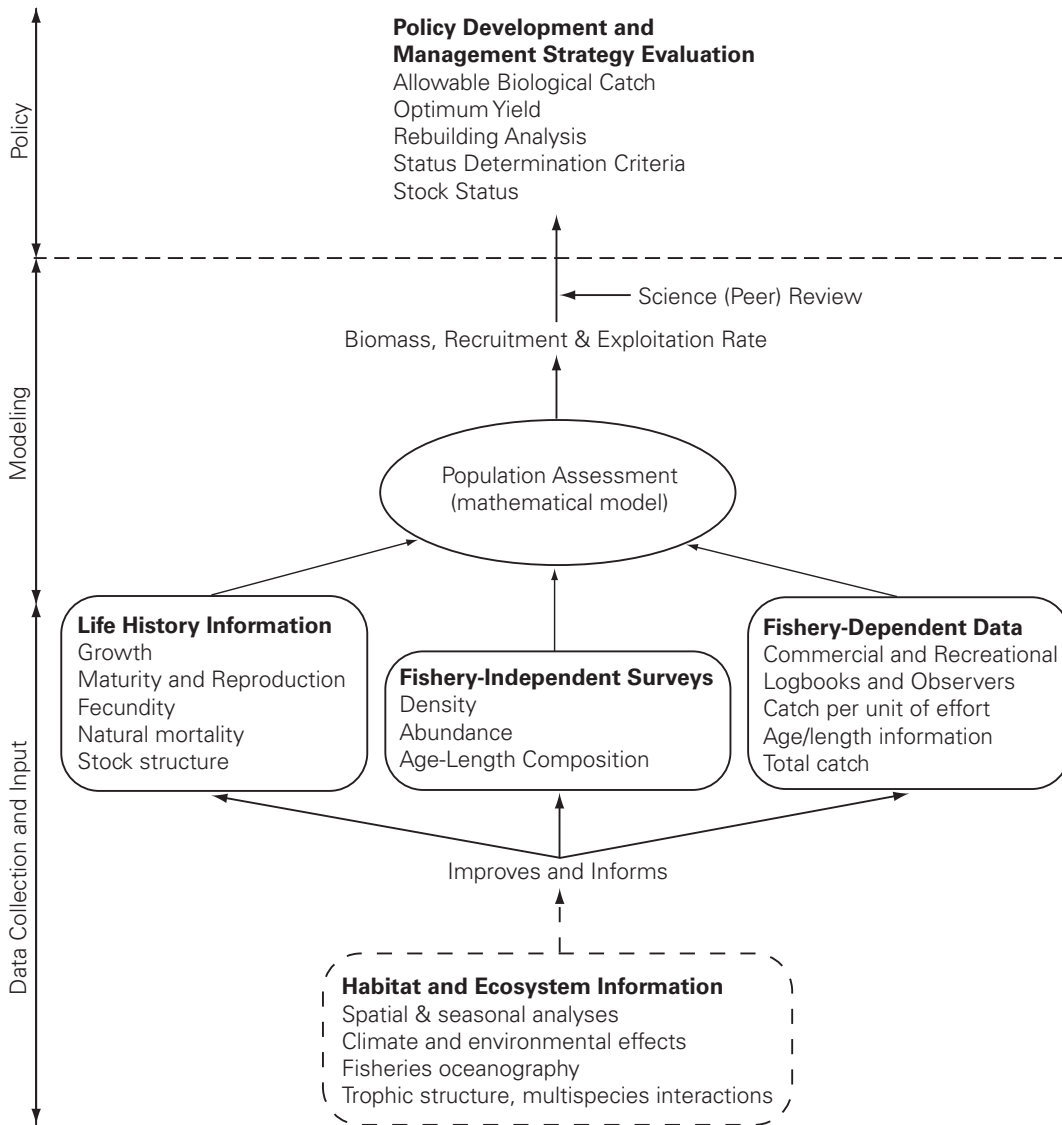 Policy Development and
Management Strategy Evaluation
Allowable Biological Catch
Optimum Yield
Rebuilding Analysis
Status Determination Criteria
Stock Status
Policy
Science (Peer) Review
Biomass, Recruitment & Exploitation Rate
Modeling
Population Assessment
(mathematical model)
Life History Information
Growth
Maturity and Reproduction
Fecundity
Natural mortality
Stock structure
Fishery-Independent Surveys
Density
Abundance
Age-Length Composition
Fishery-Dependent Data
Commercial and Recreational
Logbooks and Observers
Catch per unit of effort
Age/length information
Total catch
Data Collection and Input
Improves and Informs
Habitat and Ecosystem Information
Spatial & seasonal analyses
Climate and environmental effects
Fisheries oceanography
Trophic structure, multispecies interactions